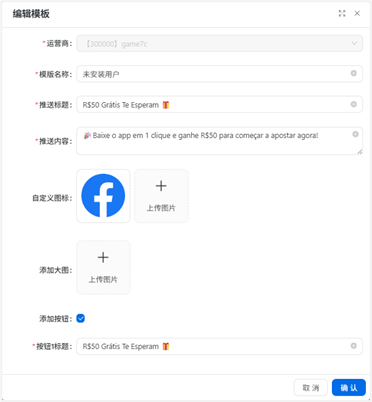 编辑模板
*运营商：
【300000】game7c
*模版名称：
未安装用户
*推送标题：
R$50 Grátis Te Esperam 🎁
*推送内容：
🎉Baixe o app em 1 clique e ganhe R$50 para começar a apostar agora!
自定义图标：
上传图片
添加大图：
上传图片
添加按钮：
*按钮1标题：
R$50 Grátis Te Esperam 🎁
取 消
确 认